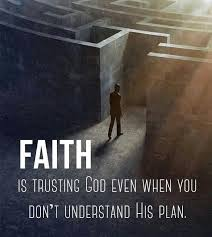 FAITH
IS TRUSTING GOD EVEN WHEN YOU
DON'T UNDERSTAND HIS PLAN.